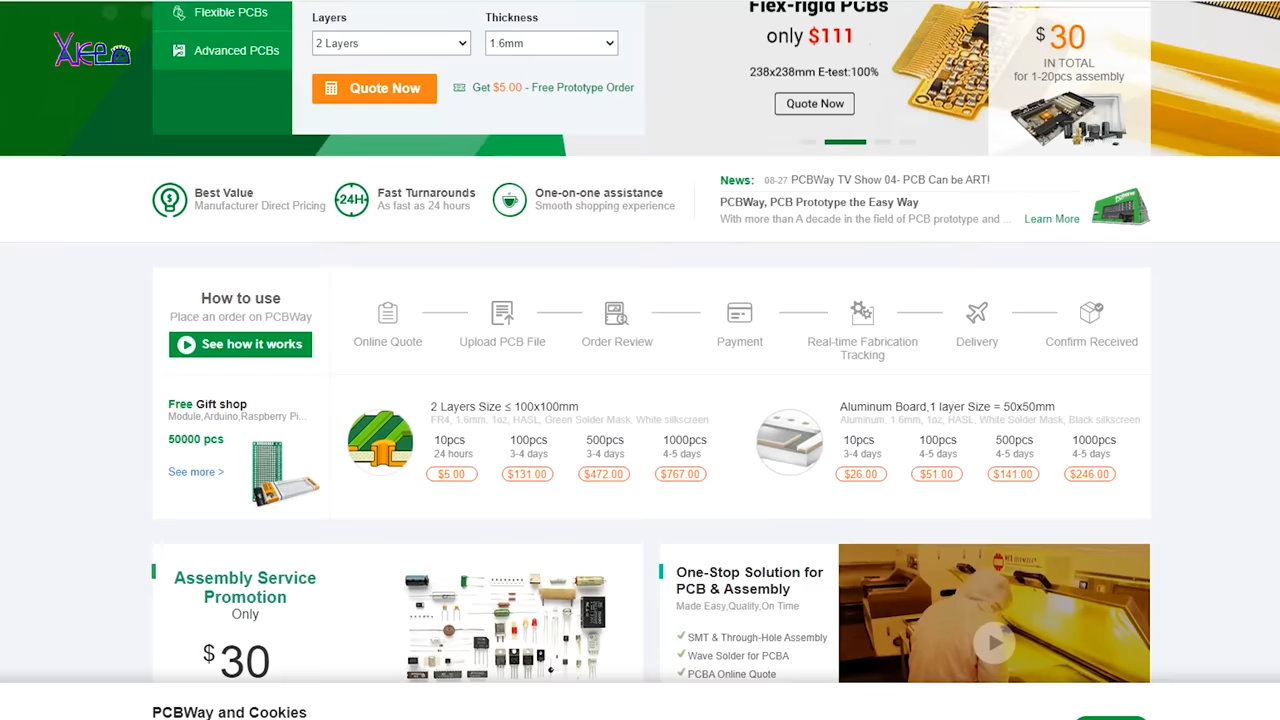 Flexible PCBs
Advanced PCBs
Layers
2 Layers
Thickness
1.6mm
Quote Now
Get $5.00 - Free Prototype Order
Flex-rigid PCBs
only $111
238x238mm E-test:100%
Quote Now
$30
IN TOTAL
for 1-20pcs assembly
Best Value
Manufacturer Direct Pricing
24H
Fast Turnarounds
As fast as 24 hours
One-on-one assistance
Smooth shopping experience
News: 08-27 PCBWay TV Show 04- PCB Can be ART!
PCBWay, PCB Prototype the Easy Way
With more than A decade in the field of PCB prototype and ... Learn More
How to use
Place an order on PCBWay
See how it works
Online Quote
Upload PCB File
Order Review
Payment
Real-time Fabrication
Tracking
Delivery
Confirm Received
Free Gift shop
Module,Arduino,Raspberry Pi...
50000 pcs
See more >
2 Layers Size ≤ 100x100mm
FR4, 1.6mm, 1oz, HASL, Green Solder Mask, White silkscreen
10pcs 100pcs 500pcs 1000pcs
24 hours 3-4 days 3-4 days 4-5 days
$5.00 $131.00 $472.00 $767.00
Aluminum Board,1 layer Size = 50x50mm
Aluminum, 1.6mm, 1oz, HASL, White Solder Mask, Black silkscreen
10pcs 100pcs 500pcs 1000pcs
3-4 days 4-5 days 4-5 days 4-5 days
$26.00 $51.00 $141.00 $246.00
Assembly Service
Promotion
Only
$30
One-Stop Solution for
PCB & Assembly
Made Easy,Quality,On Time
SMT & Through-Hole Assembly
Wave Solder for PCBA
PCBA Online Quote
PCBWay and Cookies